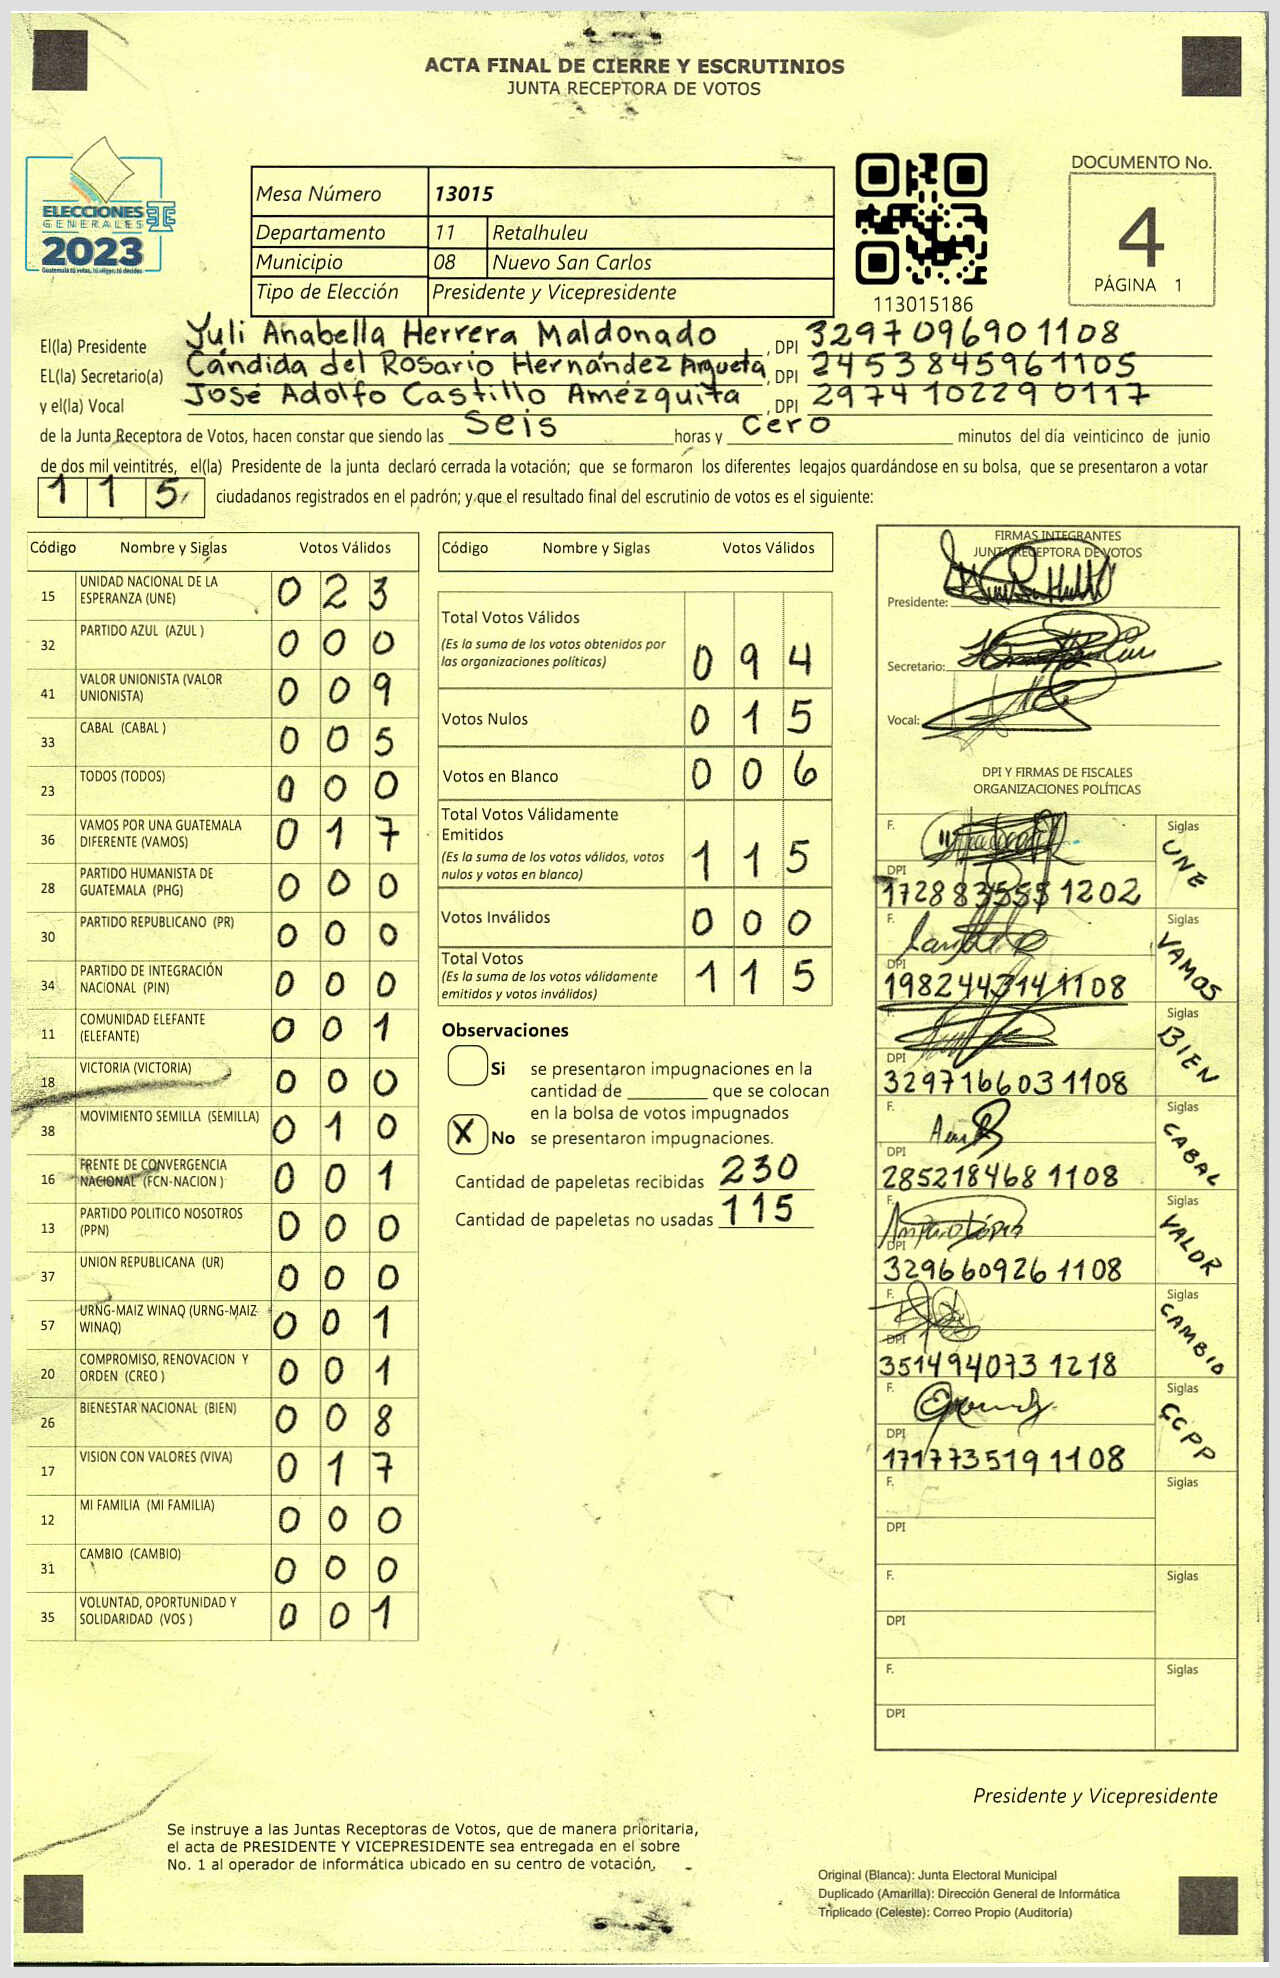 ACTA FINAL DE CIERRE Y ESCRUTINIOS
JUNTA RECEPTORA DE VOTOS
ELECCIONES
GENERALES
2023
Guatemala tú votas, tú eliges, tú decides
Mesa Número 13015
Departamento 11 Retalhuleu
Municipio 08 Nuevo San Carlos
Tipo de Elección Presidente y Vicepresidente
113015186
DOCUMENTO No.
4
PÁGINA 1
El(la) Presidente Yuli Anabella Herrera Maldonado , DPI 3297096901108
EL(la) Secretario(a) Cándida del Rosario Hernández Argueta, DPI 2453845961105
y el(la) Vocal José Adolfo Castillo Amézquita , DPI 2974102290117
de la Junta Receptora de Votos, hacen constar que siendo las Seis horas y cero minutos del día veinticinco de junio
de dos mil veintitrés, el(la) Presidente de la junta declaró cerrada la votación; que se formaron los diferentes legajos guardándose en su bolsa, que se presentaron a votar
115 ciudadanos registrados en el padrón; y que el resultado final del escrutinio de votos es el siguiente:
Código Nombre y Siglas Votos Válidos
15 UNIDAD NACIONAL DE LA ESPERANZA (UNE) 023
32 PARTIDO AZUL (AZUL ) 000
41 VALOR UNIONISTA (VALOR UNIONISTA) 009
33 CABAL (CABAL ) 005
23 TODOS (TODOS) 000
36 VAMOS POR UNA GUATEMALA DIFERENTE (VAMOS) 017
28 PARTIDO HUMANISTA DE GUATEMALA (PHG) 000
30 PARTIDO REPUBLICANO (PR) 000
34 PARTIDO DE INTEGRACIÓN NACIONAL (PIN) 000
11 COMUNIDAD ELEFANTE (ELEFANTE) 001
18 VICTORIA (VICTORIA) 000
38 MOVIMIENTO SEMILLA (SEMILLA) 010
16 FRENTE DE CONVERGENCIA NACIONAL (FCN-NACION ) 001
13 PARTIDO POLITICO NOSOTROS (PPN) 000
37 UNION REPUBLICANA (UR) 000
57 URNG-MAIZ WINAQ (URNG-MAIZ WINAQ) 001
20 COMPROMISO, RENOVACION Y ORDEN (CREO ) 001
26 BIENESTAR NACIONAL (BIEN) 008
17 VISION CON VALORES (VIVA) 017
12 MI FAMILIA (MI FAMILIA) 000
31 CAMBIO (CAMBIO) 000
35 VOLUNTAD, OPORTUNIDAD Y SOLIDARIDAD (VOS ) 001
Código Nombre y Siglas Votos Válidos
Total Votos Válidos
(Es la suma de los votos obtenidos por
las organizaciones políticas) 094
Votos Nulos 015
Votos en Blanco 006
Total Votos Válidamente
Emitidos
(Es la suma de los votos válidos, votos
nulos y votos en blanco) 115
Votos Inválidos 000
Total Votos
(Es la suma de los votos válidamente
emitidos y votos inválidos) 115
Observaciones
Si se presentaron impugnaciones en la
cantidad de ________ que se colocan
en la bolsa de votos impugnados
X No se presentaron impugnaciones.
Cantidad de papeletas recibidas 230
Cantidad de papeletas no usadas 115
FIRMAS INTEGRANTES
JUNTA RECEPTORA DE VOTOS
Presidente:
Secretario:
Vocal:
DPI Y FIRMAS DE FISCALES
ORGANIZACIONES POLÍTICAS
F. Siglas UNE
DPI 1728835551202
F. Siglas VAMOS
DPI 1982443141108
F. Siglas BIEN
DPI 3297166031108
F. Siglas CABAL
DPI 2852184681108
F. Siglas VALOR
DPI 3296609261108
F. Siglas CAMBIO
DPI 3514940731218
F. Siglas CCPP
DPI 1717735191108
F. Siglas
DPI
F. Siglas
DPI
F. Siglas
DPI
Presidente y Vicepresidente
Se instruye a las Juntas Receptoras de Votos, que de manera prioritaria,
el acta de PRESIDENTE Y VICEPRESIDENTE sea entregada en el sobre
No. 1 al operador de informática ubicado en su centro de votación,
Original (Blanca): Junta Electoral Municipal
Duplicado (Amarilla): Dirección General de Informática
Triplicado (Celeste): Correo Propio (Auditoría)